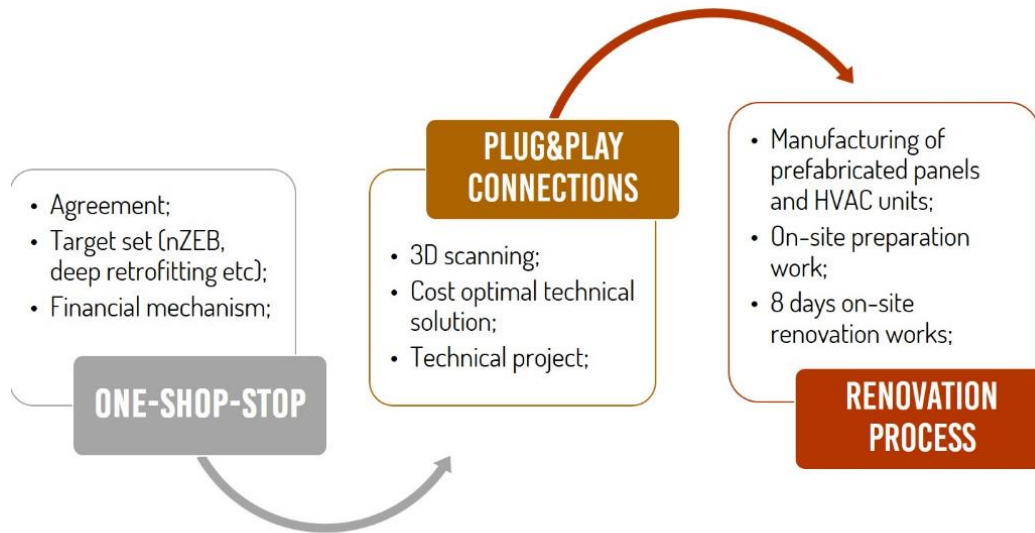 • Agreement;
• Target set (nZEB,
deep retrofitting etc);
• Financial mechanism;
ONE-SHOP-STOP
PLUG&PLAY
CONNECTIONS
• 3D scanning;
• Cost optimal technical
solution;
• Technical project;
• Manufacturing of
prefabricated panels
and HVAC units;
• On-site preparation
work;
• 8 days on-site
renovation works;
RENOVATION
PROCESS